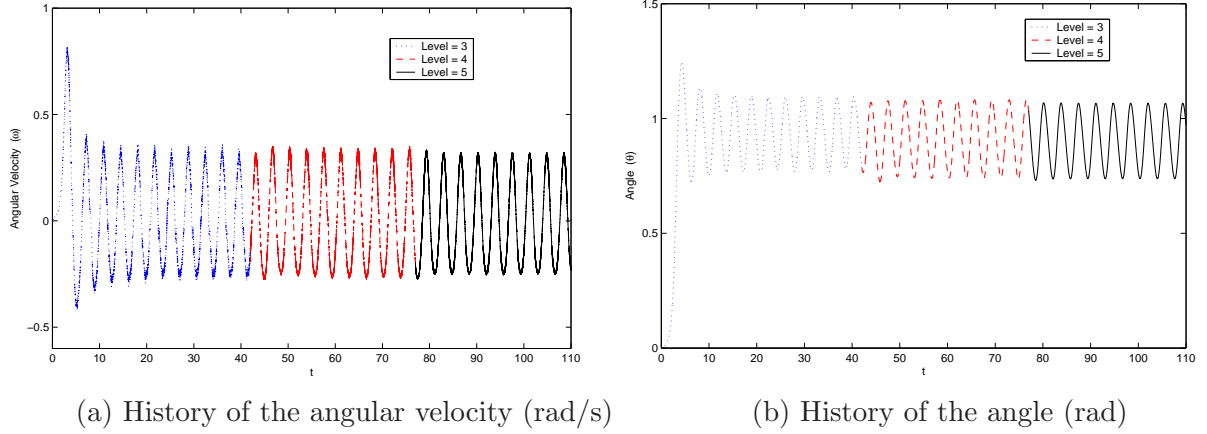 1
0.5
0
−0.5
0 10 20 30 40 50 60 70 80 90 100 110
t
Angular Velocity (ω)
Level = 3
Level = 4
Level = 5
(a) History of the angular velocity (rad/s)
1.5
1
0.5
0
0 10 20 30 40 50 60 70 80 90 100 110
t
Angle (θ)
Level = 3
Level = 4
Level = 5
(b) History of the angle (rad)